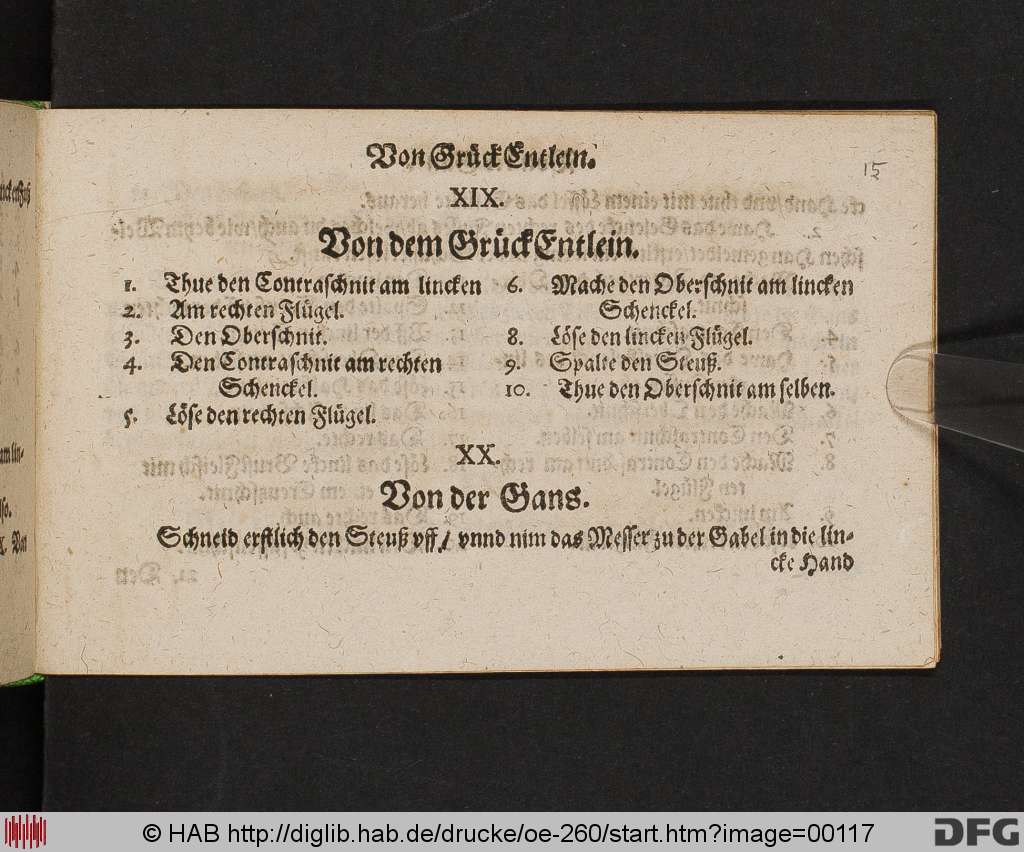 Von GrückEntlein.
15
XIX.
Von dem GrückEntlein.
1. Thue den Contraschnit am lincken
2. Am rechten Flügel.
3. Den Oberschnit.
4. Den Contraschnit am rechten
Schenckel.
5. Löse den rechten Flügel.
6. Mache den Oberschnit am lincken
Schenckel.
8. Löse den lincken Flügel.
9. Spalte den Steuß.
10. Thue den Oberschnit am selben.
XX.
Von der Gans.
Schneid erstlich den Steuß vff / vnnd nim das Messer zu der Gabel in die lin-
cke Hand
© HAB http://diglib.hab.de/drucke/oe-260/start.htm?image=00117
DFG